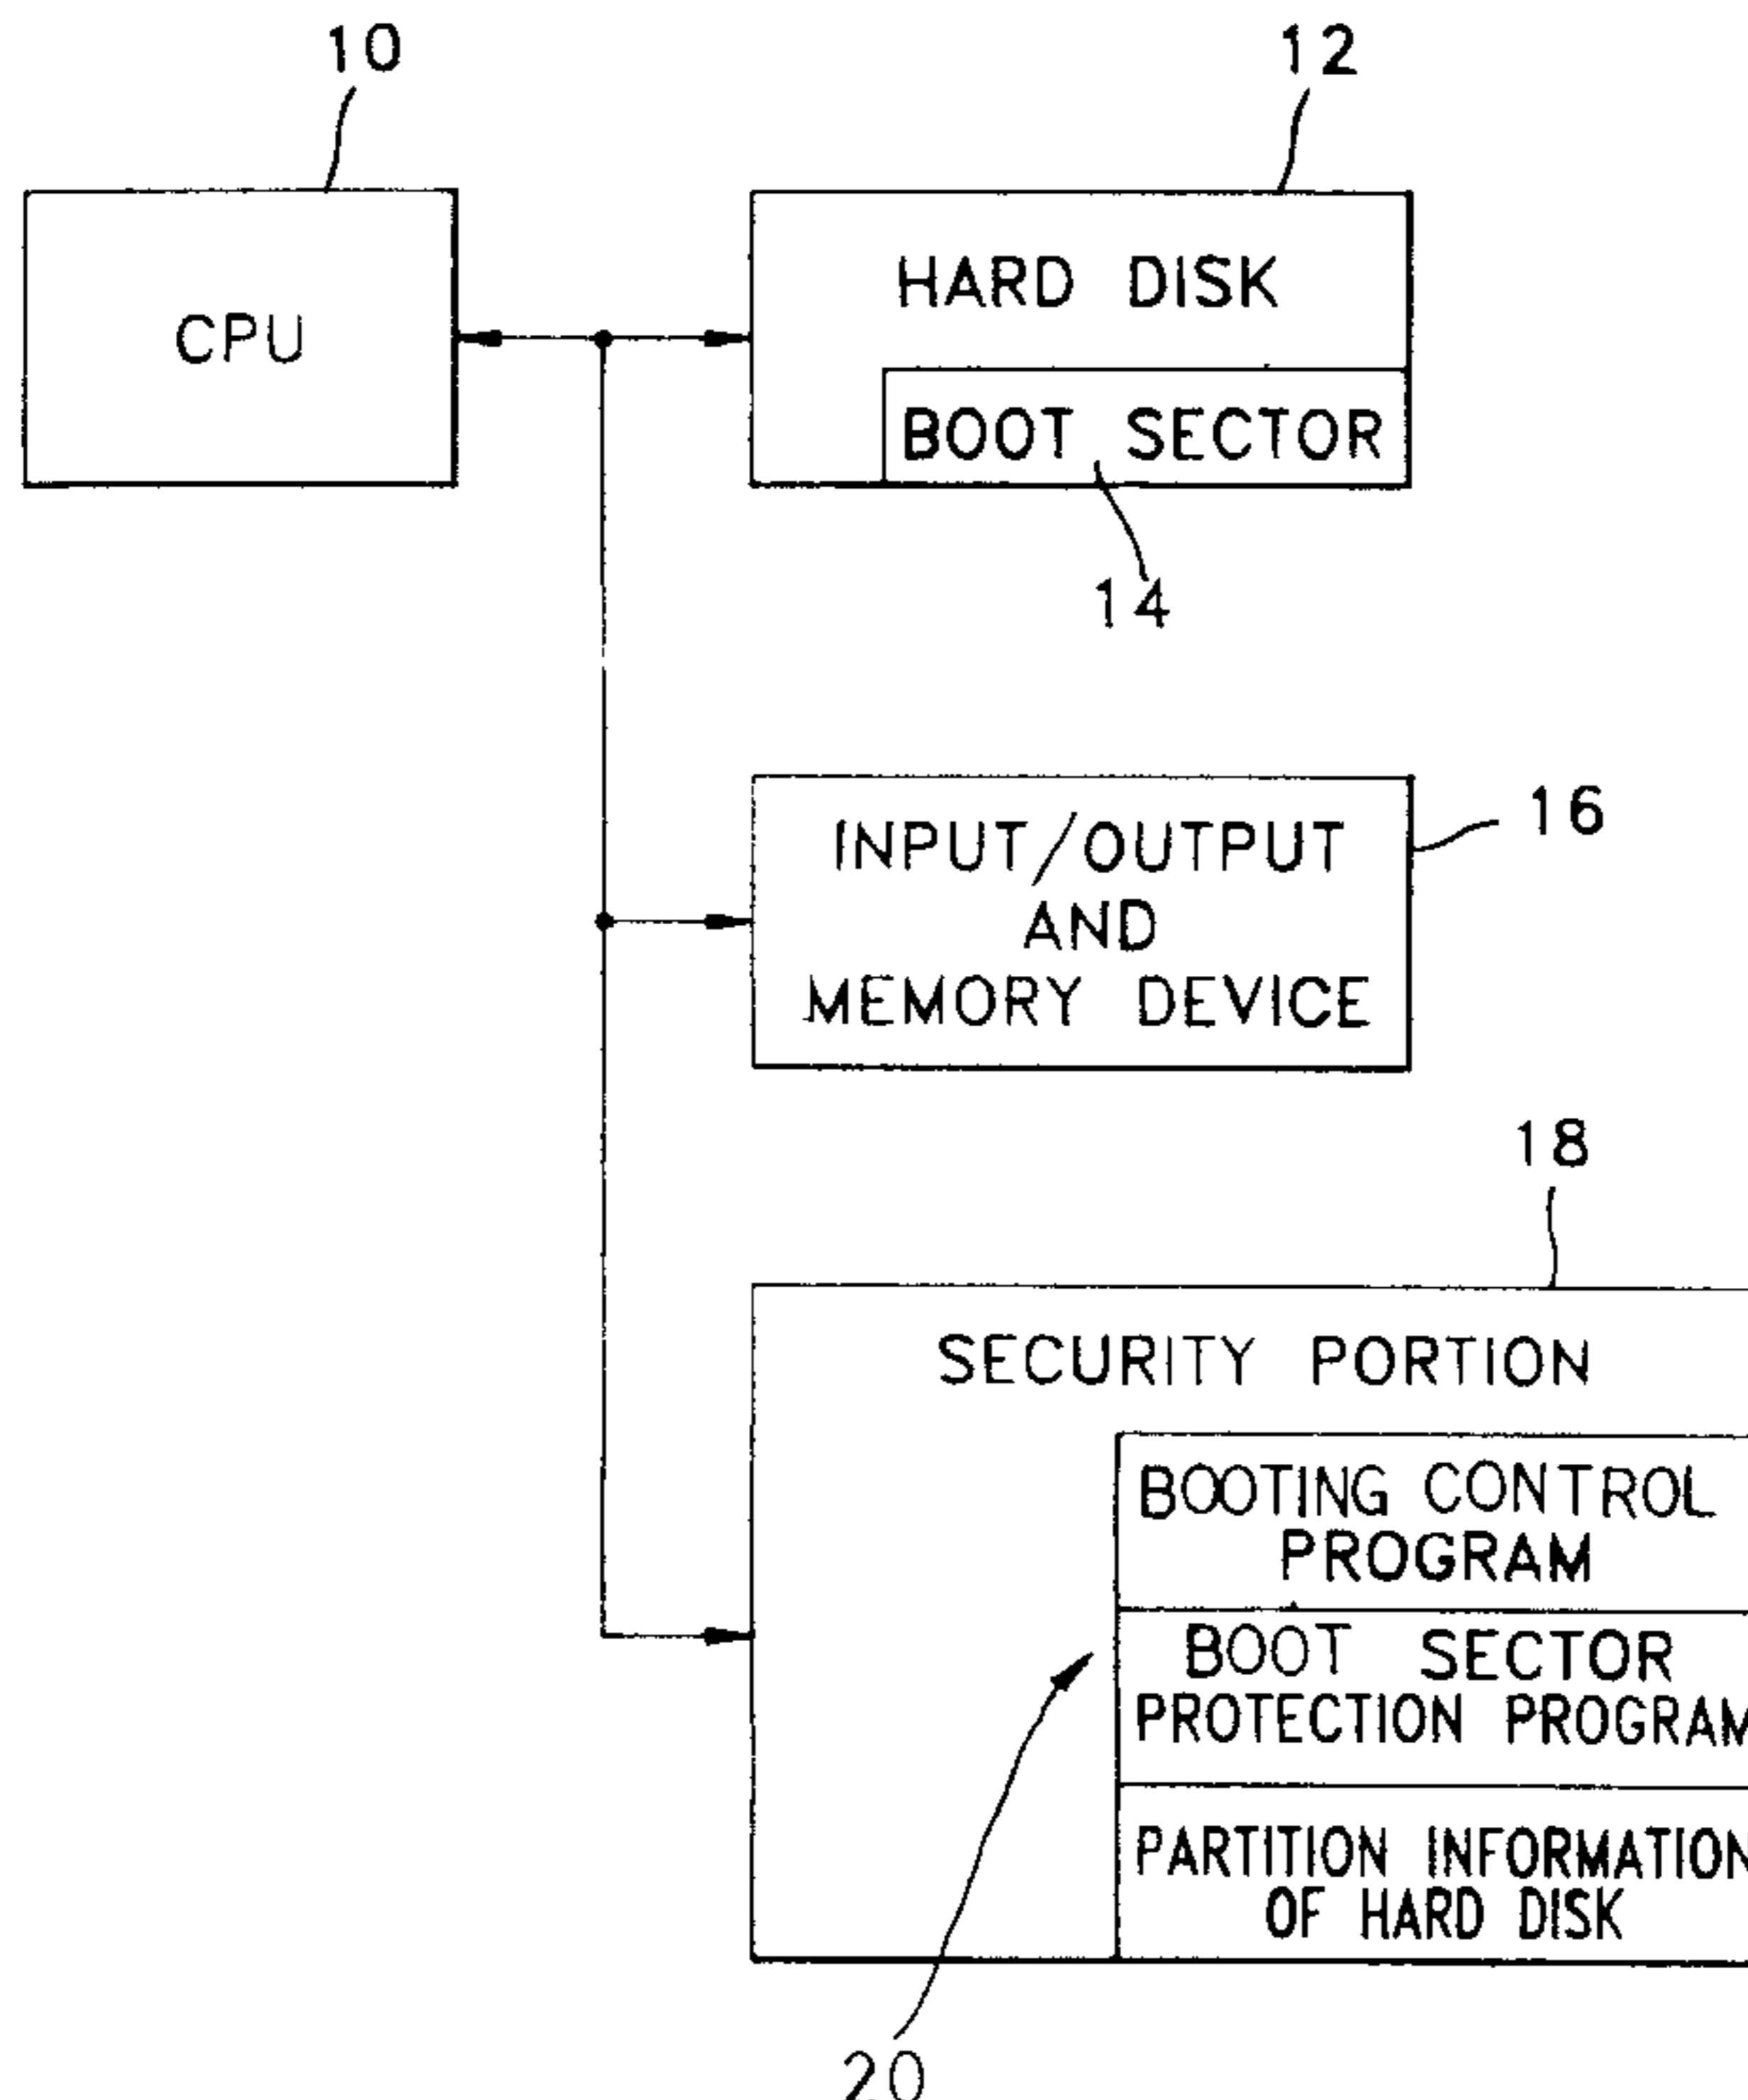 10
12
CPU
HARD DISK
BOOT SECTOR
14
INPUT/OUTPUT
AND
MEMORY DEVICE
16
18
SECURITY PORTION
BOOTING CONTROL
PROGRAM
BOOT SECTOR
PROTECTION PROGRAM
PARTITION INFORMATION
OF HARD DISK
20